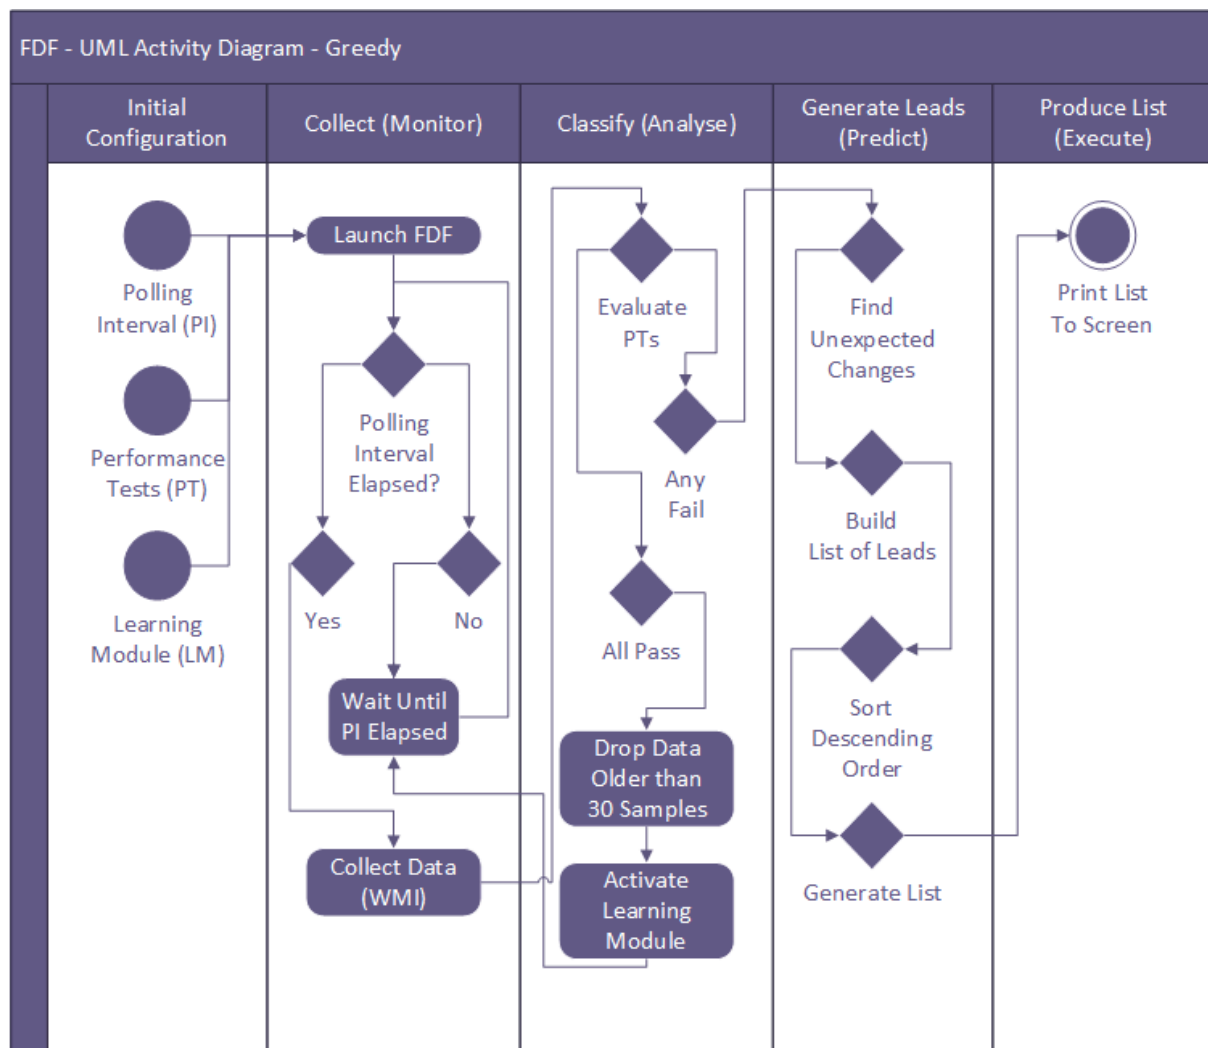 FDF - UML Activity Diagram - Greedy
Initial
Configuration
Collect (Monitor)
Classify (Analyse)
Generate Leads
(Predict)
Produce List
(Execute)
Polling
Interval (PI)
Performance
Tests (PT)
Learning
Module (LM)
Launch FDF
Polling
Interval
Elapsed?
Yes
No
Wait Until
PI Elapsed
Collect Data
(WMI)
Evaluate
PTs
Any
Fail
All Pass
Drop Data
Older than
30 Samples
Activate
Learning
Module
Find
Unexpected
Changes
Build
List of Leads
Sort
Descending
Order
Generate List
Print List
To Screen